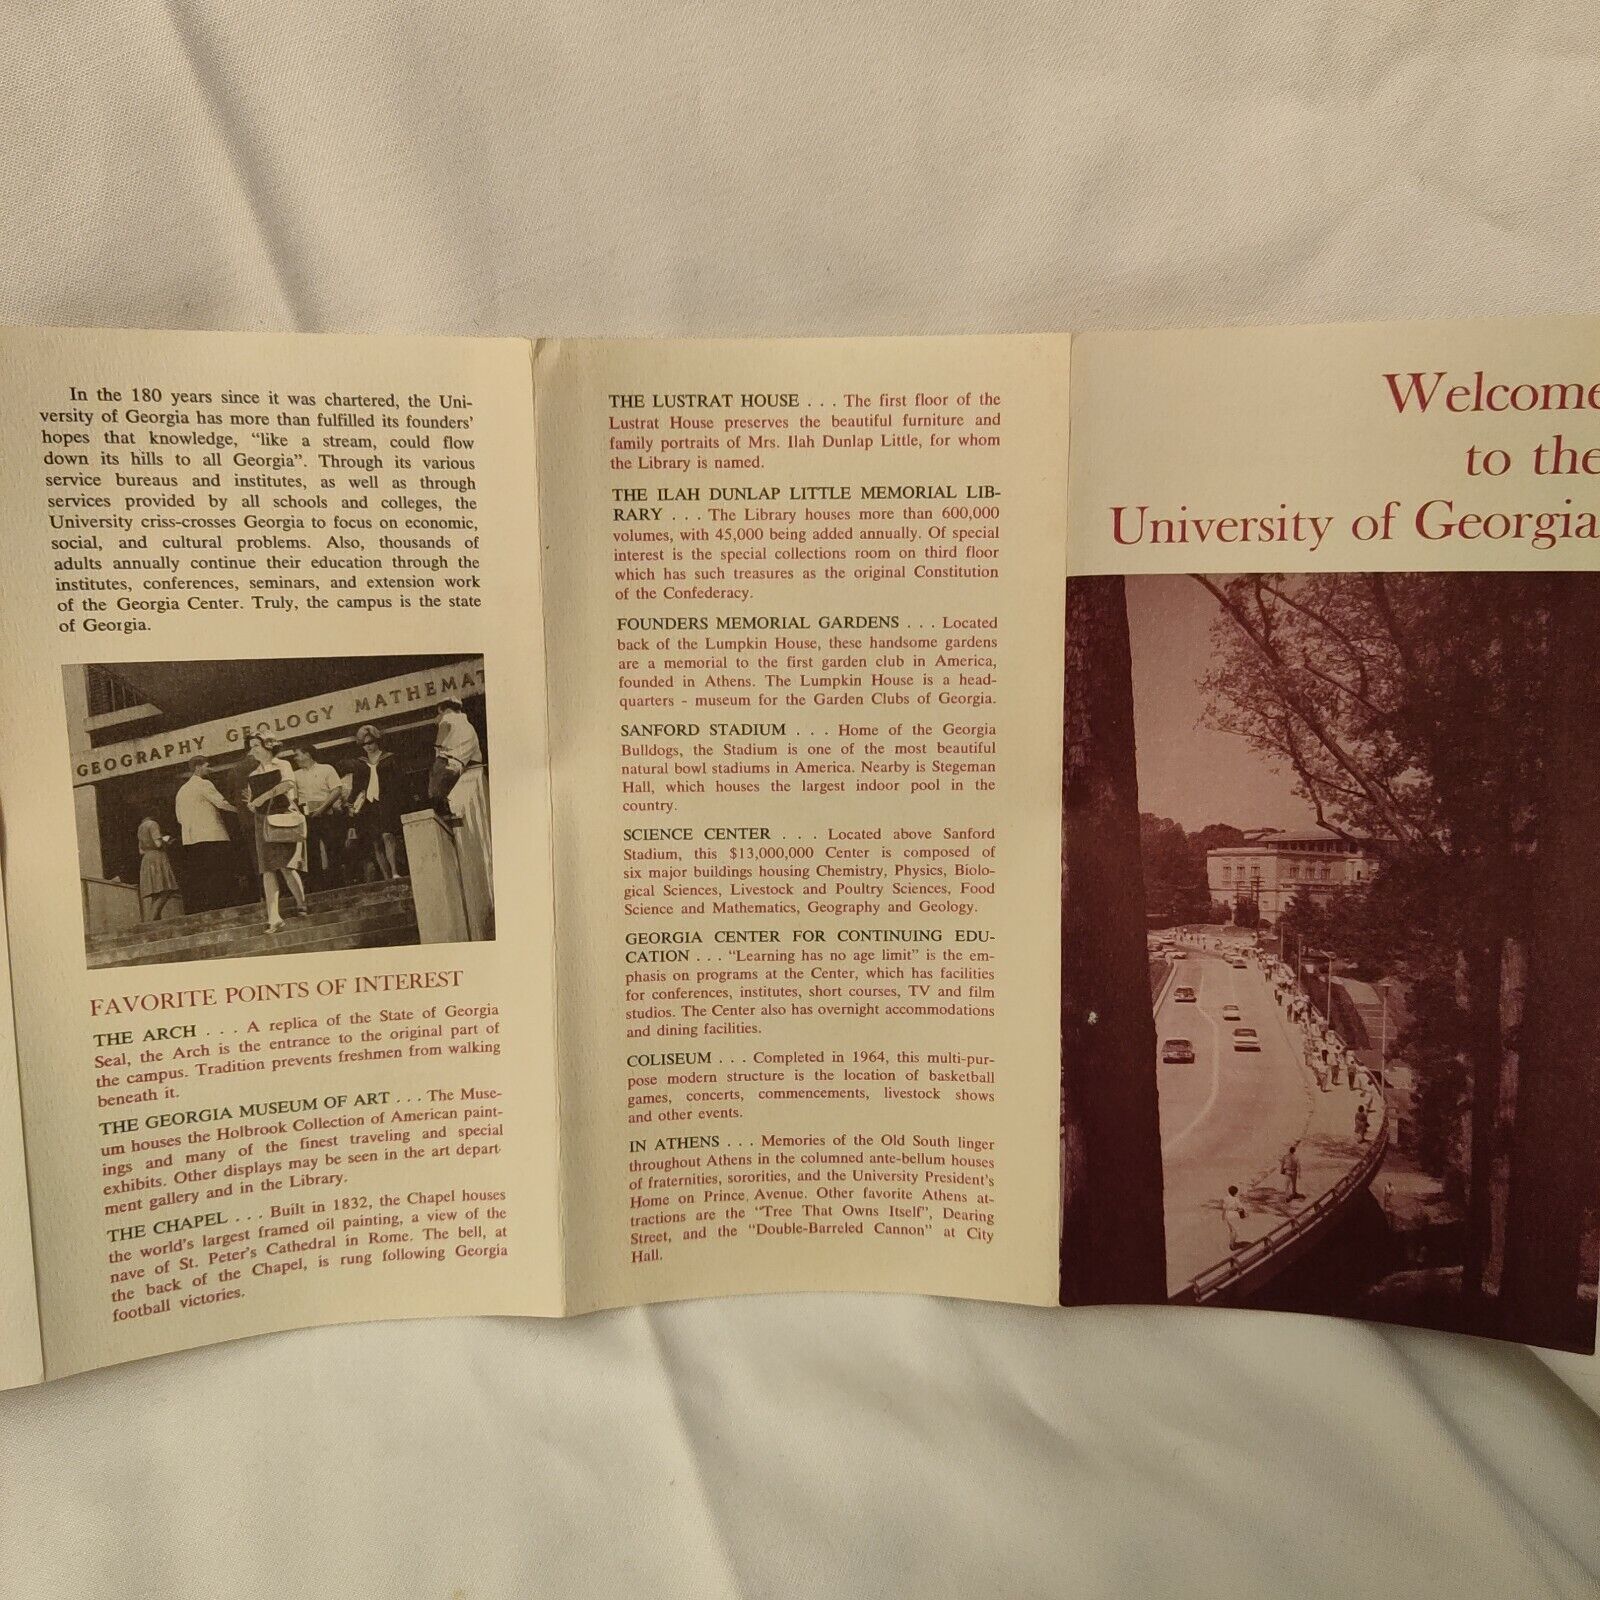 In the 180 years since it was chartered, the Uni-
versity of Georgia has more than fulfilled its founders'
hopes that knowledge, "like a stream, could flow
down its hills to all Georgia". Through its various
service bureaus and institutes, as well as through
services provided by all schools and colleges, the
University criss-crosses Georgia to focus on economic,
social, and cultural problems. Also, thousands of
adults annually continue their education through the
institutes, conferences, seminars, and extension work
of the Georgia Center. Truly, the campus is the state
of Georgia.
GEOGRAPHY GEOLOGY MATHEMAT
FAVORITE POINTS OF INTEREST
THE ARCH . . . A replica of the State of Georgia
Seal, the Arch is the entrance to the original part of
the campus. Tradition prevents freshmen from walking
beneath it.
THE GEORGIA MUSEUM OF ART . . . The Muse-
um houses the Holbrook Collection of American paint-
ings and many of the finest traveling and special
exhibits. Other displays may be seen in the art depart-
ment gallery and in the Library.
THE CHAPEL . . . Built in 1832, the Chapel houses
the world's largest framed oil painting, a view of the
nave of St. Peter's Cathedral in Rome. The bell, at
the back of the Chapel, is rung following Georgia
football victories.
THE LUSTRAT HOUSE . . . The first floor of the
Lustrat House preserves the beautiful furniture and
family portraits of Mrs. Ilah Dunlap Little, for whom
the Library is named.
THE ILAH DUNLAP LITTLE MEMORIAL LIB-
RARY . . . The Library houses more than 600,000
volumes, with 45,000 being added annually. Of special
interest is the special collections room on third floor
which has such treasures as the original Constitution
of the Confederacy.
FOUNDERS MEMORIAL GARDENS . . . Located
back of the Lumpkin House, these handsome gardens
are a memorial to the first garden club in America,
founded in Athens. The Lumpkin House is a head-
quarters - museum for the Garden Clubs of Georgia.
SANFORD STADIUM . . . Home of the Georgia
Bulldogs, the Stadium is one of the most beautiful
natural bowl stadiums in America. Nearby is Stegeman
Hall, which houses the largest indoor pool in the
country.
SCIENCE CENTER . . . Located above Sanford
Stadium, this $13,000,000 Center is composed of
six major buildings housing Chemistry, Physics, Biolo-
gical Sciences, Livestock and Poultry Sciences, Food
Science and Mathematics, Geography and Geology.
GEORGIA CENTER FOR CONTINUING EDU-
CATION . . . "Learning has no age limit" is the em-
phasis on programs at the Center, which has facilities
for conferences, institutes, short courses, TV and film
studios. The Center also has overnight accommodations
and dining facilities.
COLISEUM . . . Completed in 1964, this multi-pur-
pose modern structure is the location of basketball
games, concerts, commencements, livestock shows
and other events.
IN ATHENS . . . Memories of the Old South linger
throughout Athens in the columned ante-bellum houses
of fraternities, sororities, and the University President's
Home on Prince Avenue. Other favorite Athens at-
tractions are the "Tree That Owns Itself", Dearing
Street, and the "Double-Barreled Cannon" at City
Hall.
Welcome
to the
University of Georgia